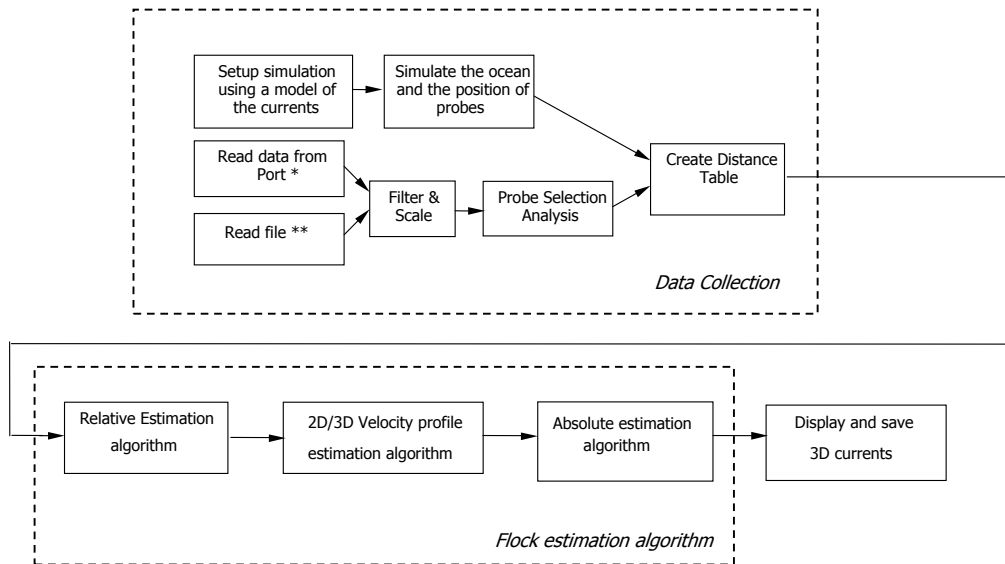 Setup simulation
using a model of
the currents
Simulate the ocean
and the position of
probes
Read data from
Port *
Read file **
Filter &
Scale
Probe Selection
Analysis
Create Distance
Table
Data Collection
Relative Estimation
algorithm
2D/3D Velocity profile
estimation algorithm
Absolute estimation
algorithm
Display and save
3D currents
Flock estimation algorithm